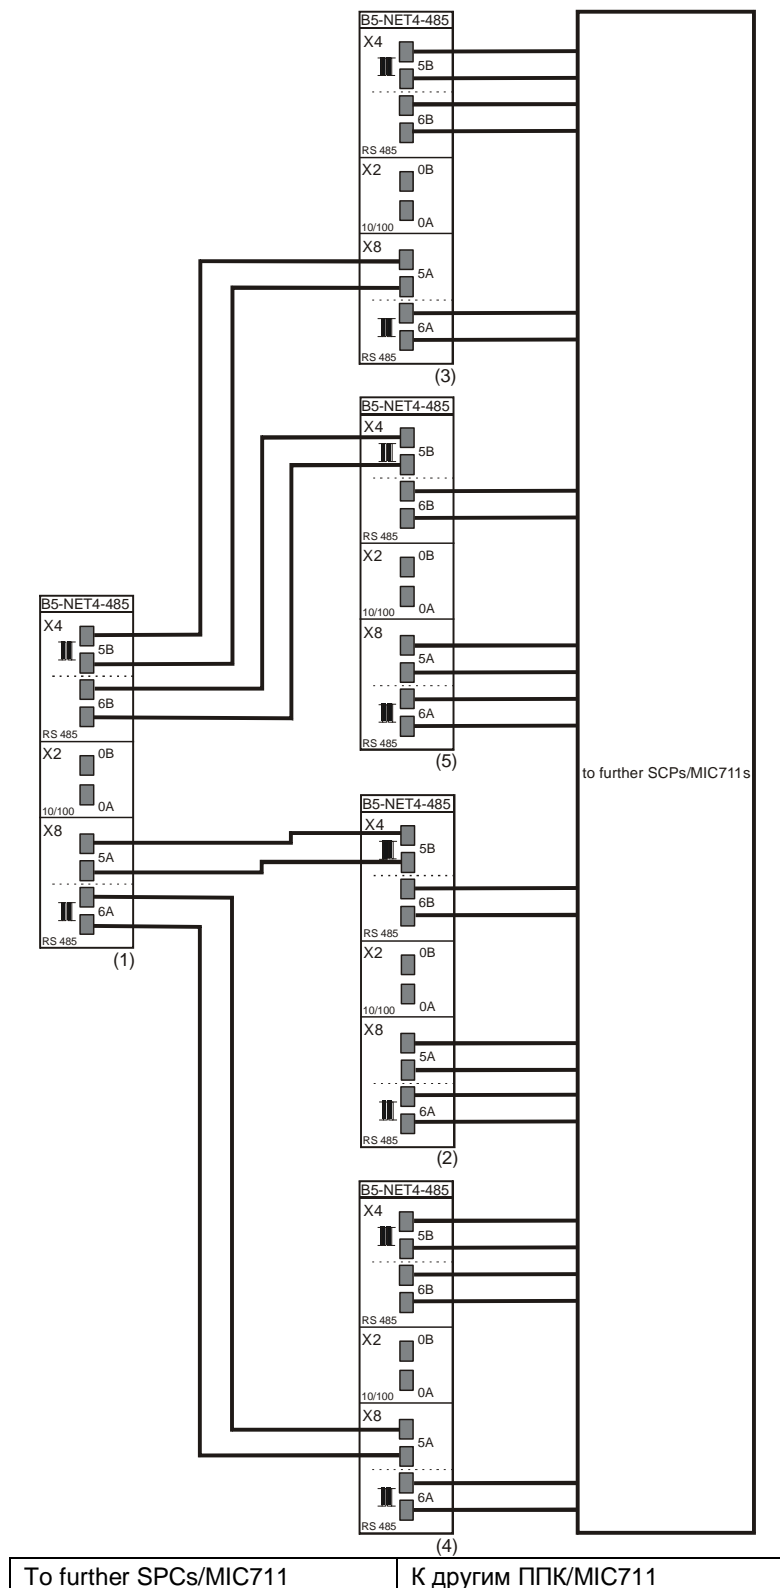 B5-NET4-485
X4
5B
6B
RS 485
X2
0B
10/100
0A
X8
5A
6A
RS 485
(3)
B5-NET4-485
X4
5B
6B
RS 485
X2
0B
10/100
0A
X8
5A
6A
RS 485
(5)
B5-NET4-485
X4
5B
6B
RS 485
X2
0B
10/100
0A
X8
5A
6A
RS 485
(1)
to further SCPs/MIC711s
B5-NET4-485
X4
5B
6B
RS 485
X2
0B
10/100
0A
X8
5A
6A
RS 485
(2)
B5-NET4-485
X4
5B
6B
RS 485
X2
0B
10/100
0A
X8
5A
6A
RS 485
(4)
To further SPCs/MIC711
К другим ППК/MIC711